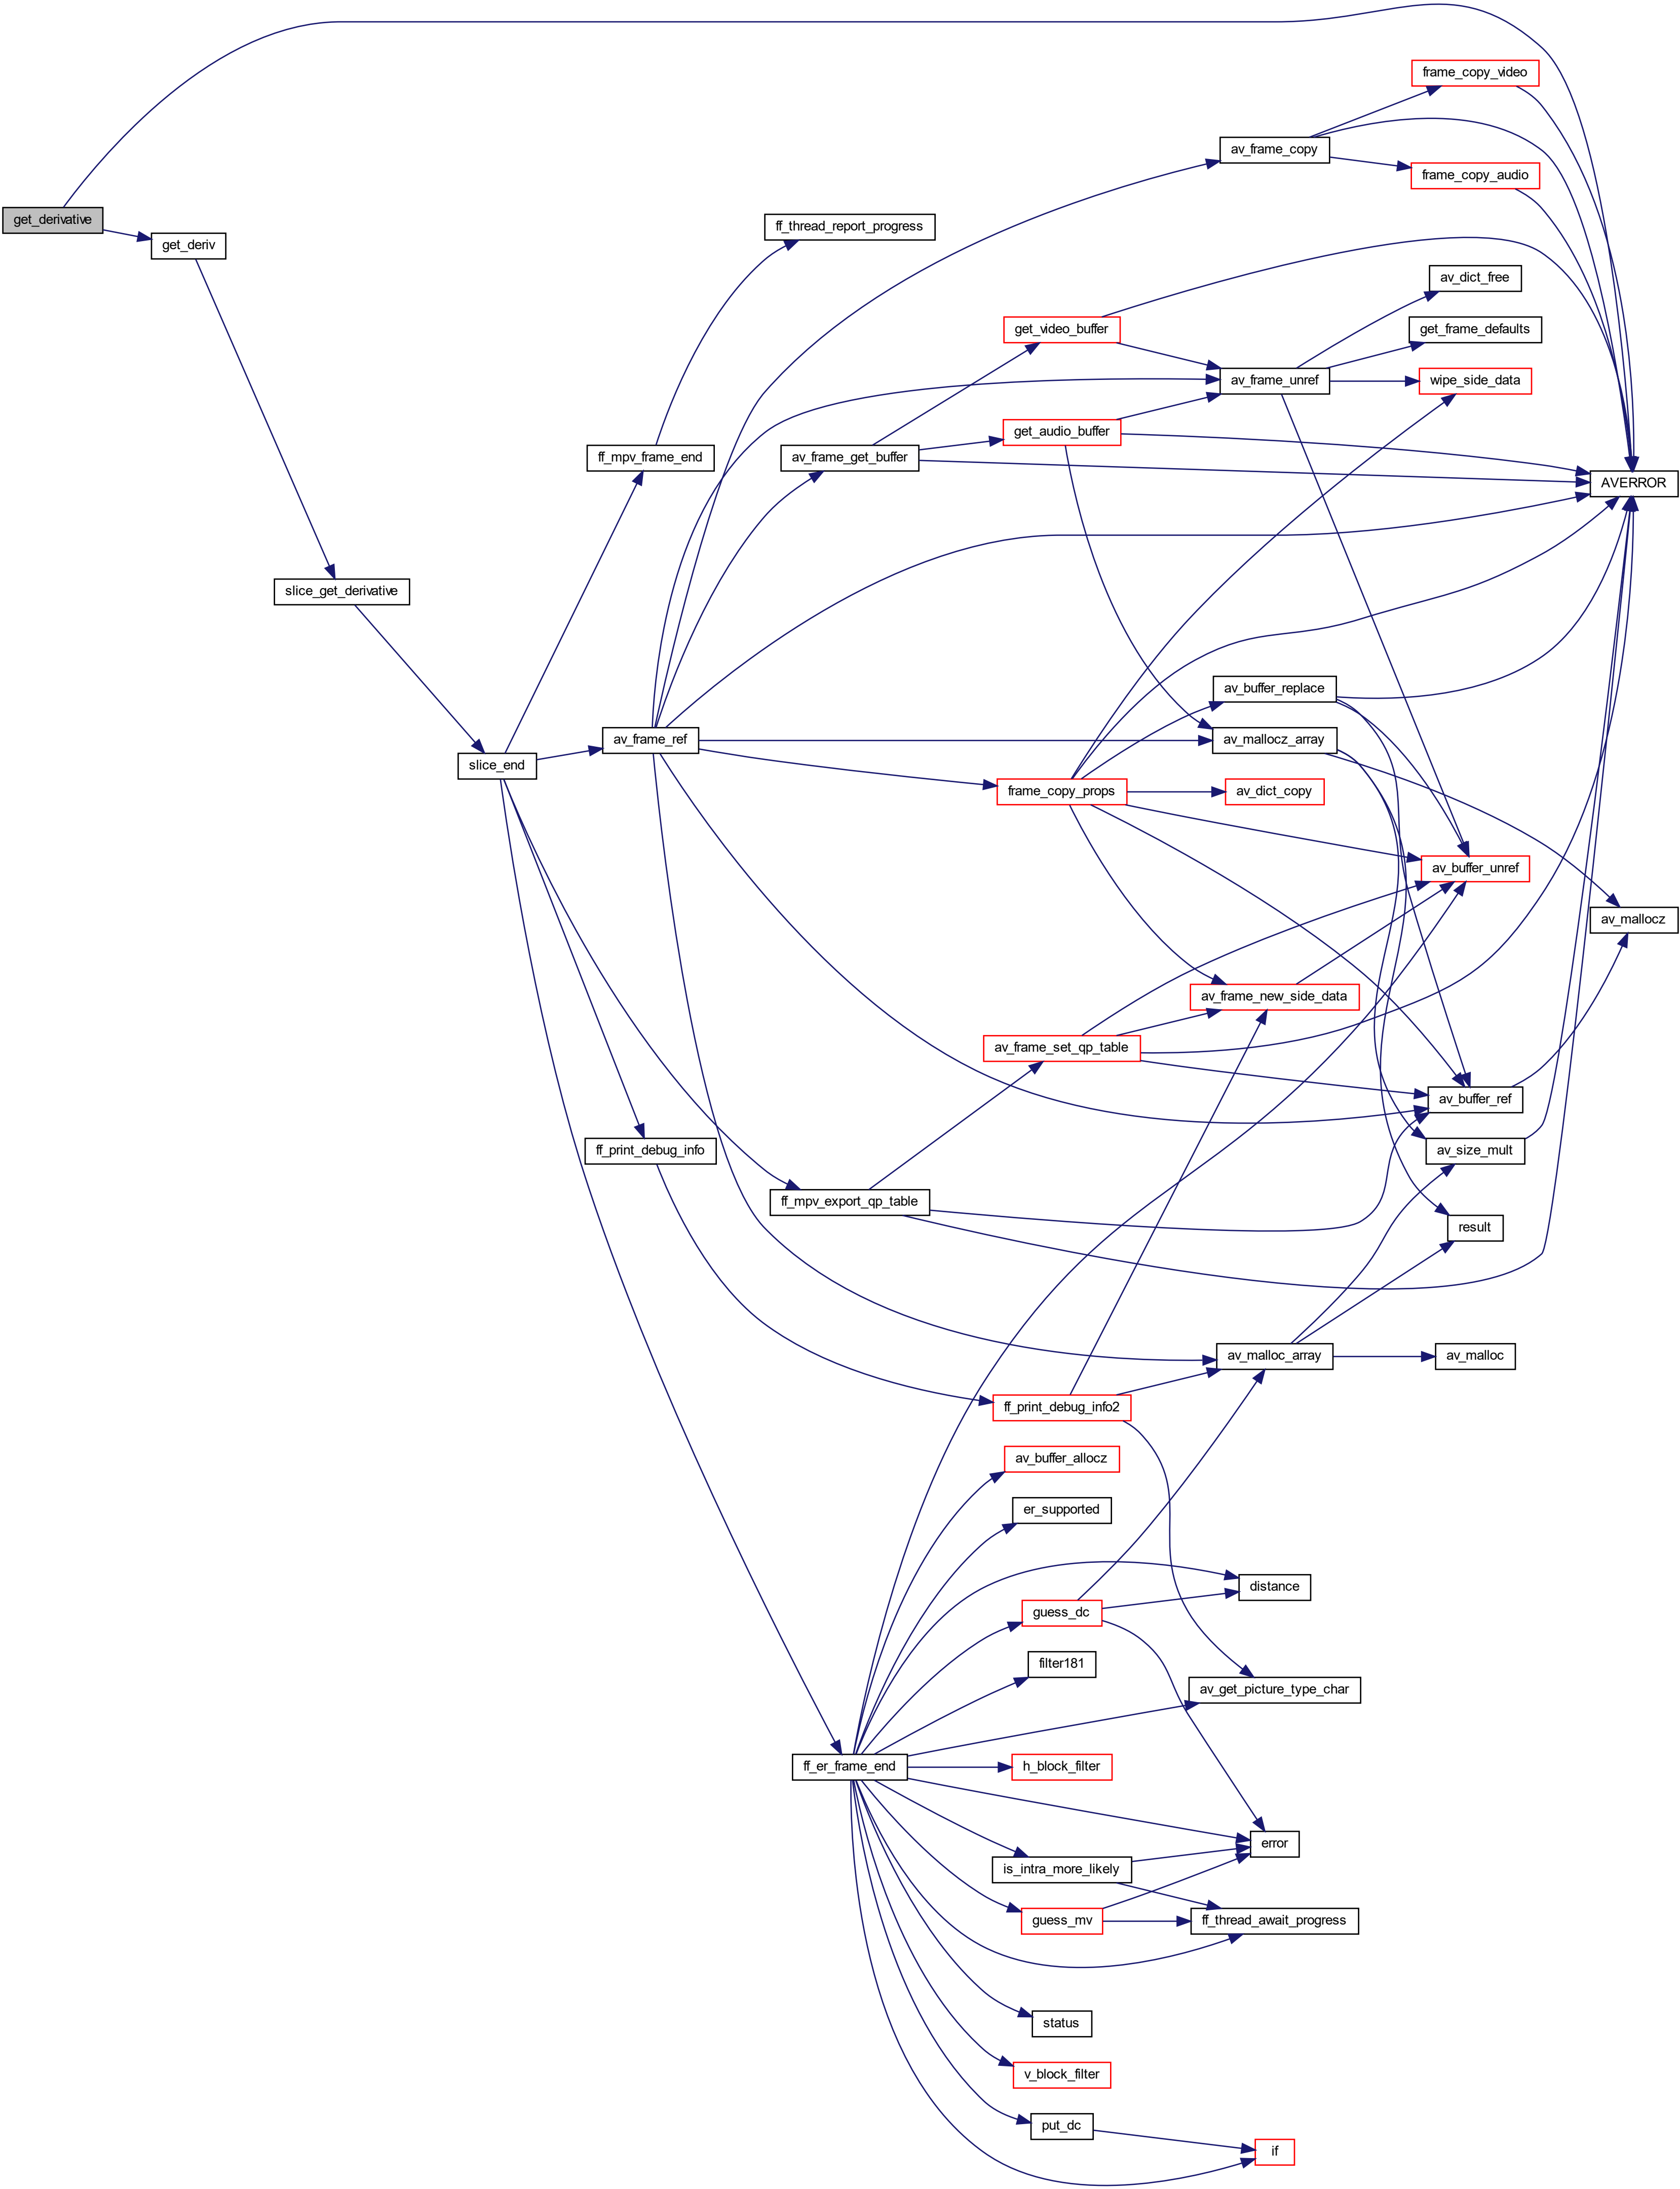 frame_copy_video
av_frame_copy
frame_copy_audio
get_derivative
ff_thread_report_progress
get_deriv
av_dict_free
get_video_buffer
get_frame_defaults
av_frame_unref
wipe_side_data
get_audio_buffer
ff_mpv_frame_end
av_frame_get_buffer
AVERROR
slice_get_derivative
av_buffer_replace
av_frame_ref
av_mallocz_array
slice_end
frame_copy_props
av_dict_copy
av_buffer_unref
av_mallocz
av_frame_new_side_data
av_frame_set_qp_table
av_buffer_ref
ff_print_debug_info
av_size_mult
ff_mpv_export_qp_table
result
av_malloc_array
av_malloc
ff_print_debug_info2
av_buffer_allocz
er_supported
distance
guess_dc
filter181
av_get_picture_type_char
ff_er_frame_end
h_block_filter
error
is_intra_more_likely
guess_mv
ff_thread_await_progress
status
v_block_filter
put_dc
if